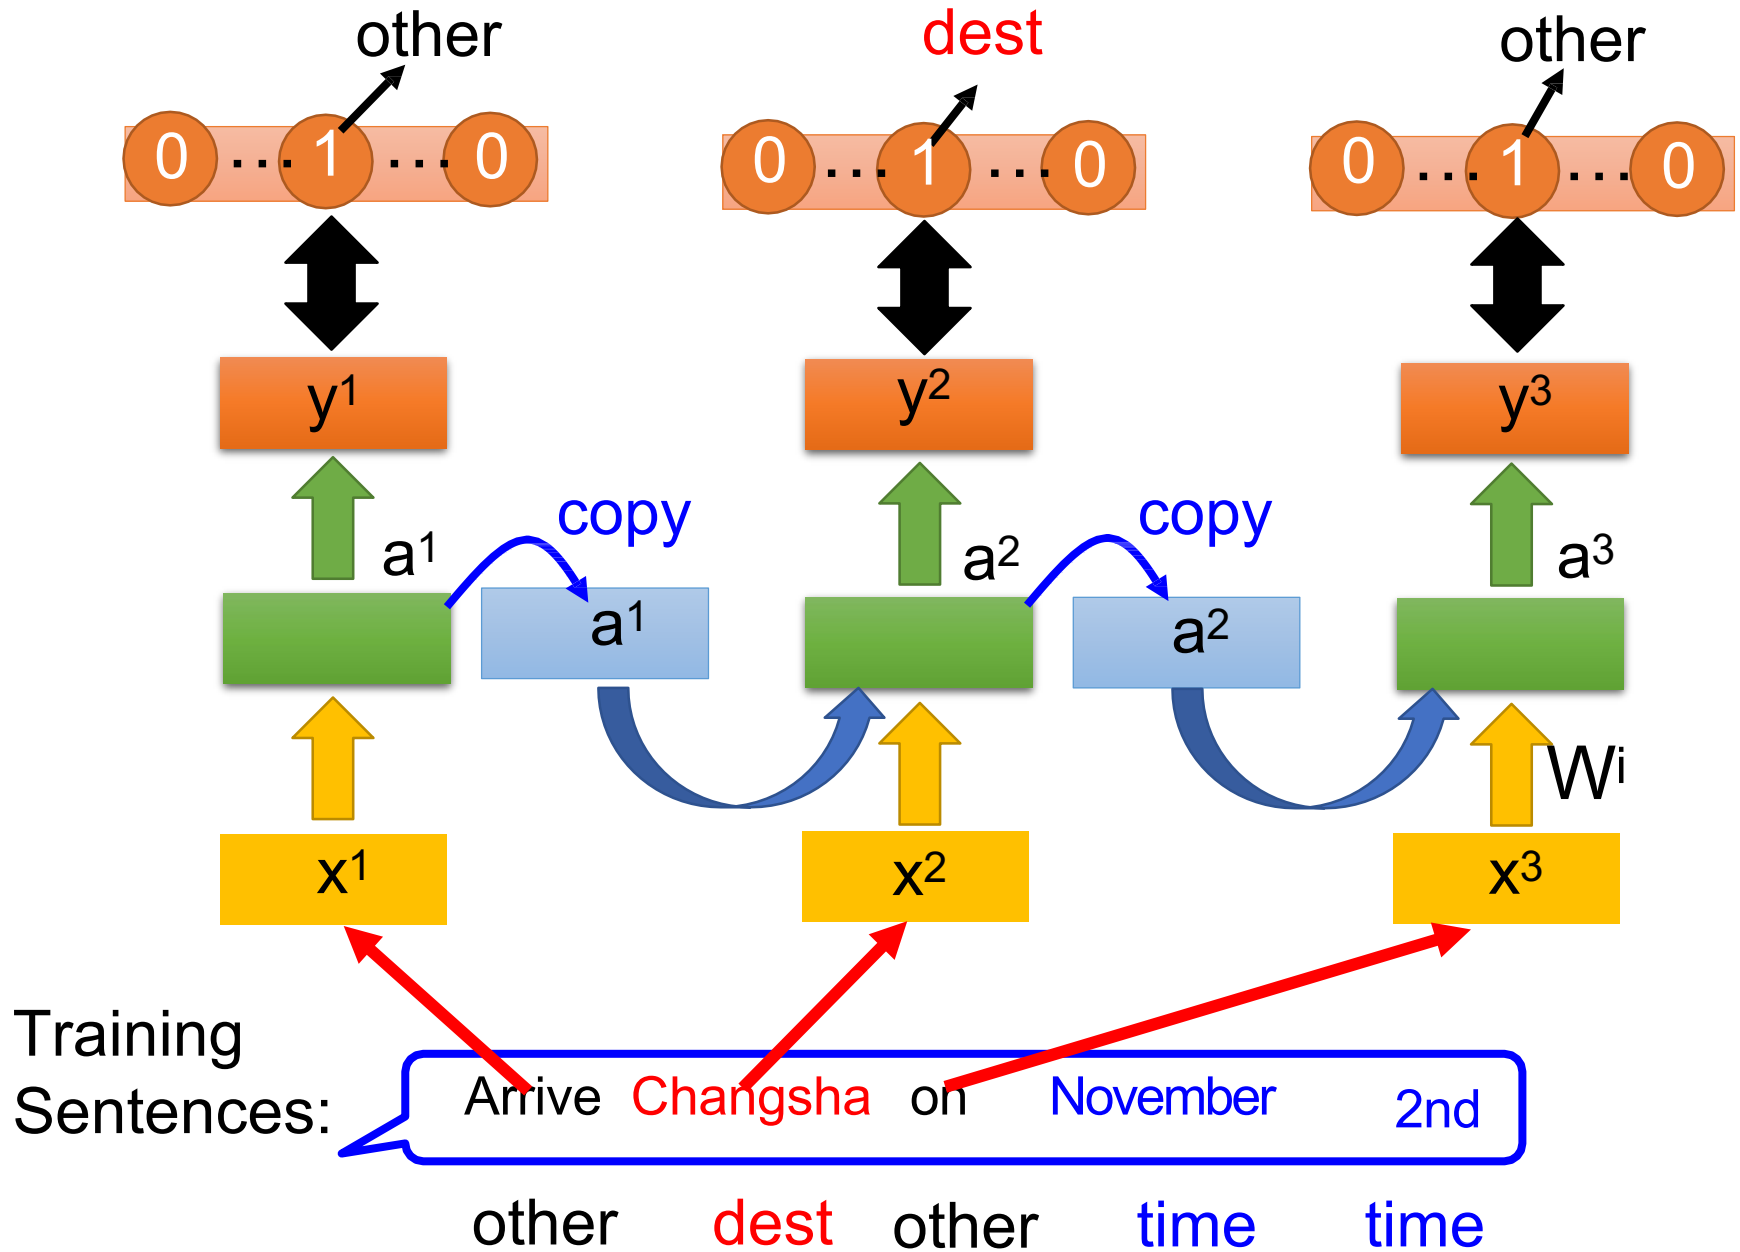 other dest other
0 ... 1 ... 0 0 ... 1 ... 0 0 ... 1 ... 0
y¹ y² y³
copy copy
a¹ a² a³
a¹ a²
Wⁱ
x¹ x² x³
Training
Sentences:
Arrive Changsha on November 2nd
other dest other time time